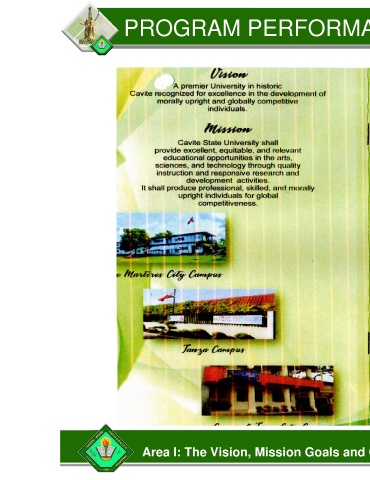 PROGRAM PERFORMA
Vision
A premier University in historic
Cavite recognized for excellence in the development of
morally upright and globally competitive
individuals.
Mission
Cavite State University shall
provide excellent, equitable, and relevant
educational opportunities in the arts,
sciences, and technology through quality
instruction and responsive research and
development activities.
It shall produce professional, skilled, and morally
upright individuals for global
competitiveness.
Martires City Campus
Tanza Campus
Area I: The Vision, Mission Goals and